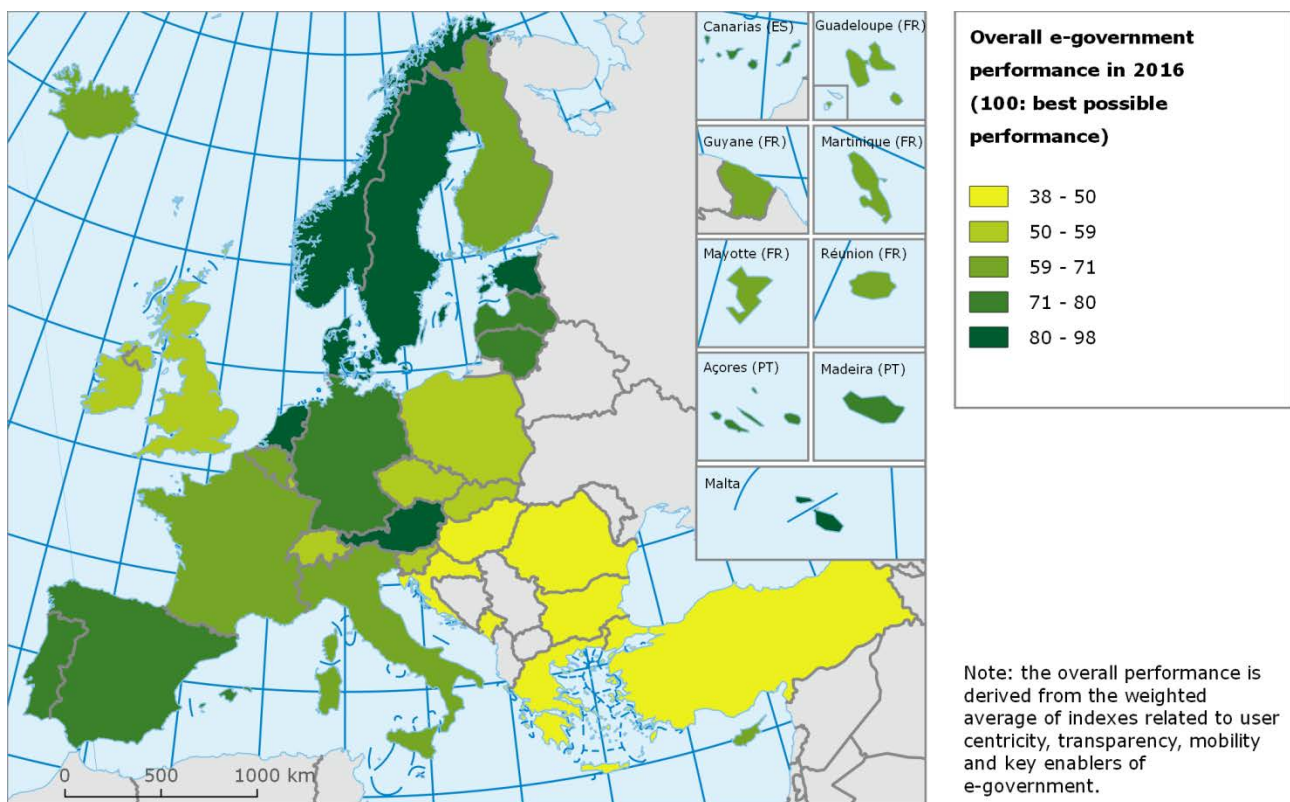 Canarias (ES)
Guadeloupe (FR)
Guyane (FR)
Martinique (FR)
Mayotte (FR)
Réunion (FR)
Açores (PT)
Madeira (PT)
Malta
0 500 1000 km
Overall e-government
performance in 2016
(100: best possible
performance)
38 - 50
50 - 59
59 - 71
71 - 80
80 - 98
Note: the overall performance is
derived from the weighted
average of indexes related to user
centricity, transparency, mobility
and key enablers of
e-government.